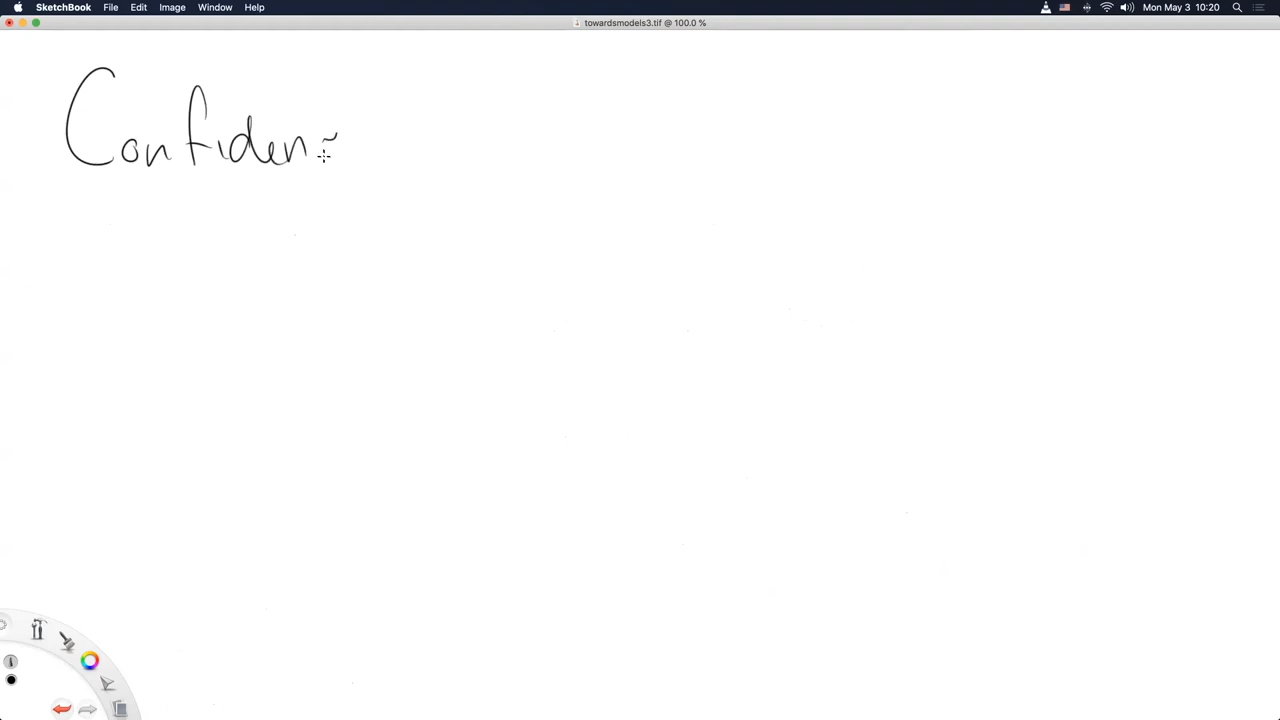 SketchBook File Edit Image Window Help Mon May 3 10:20
towardsmodels3.tif @ 100.0 %
Confiden